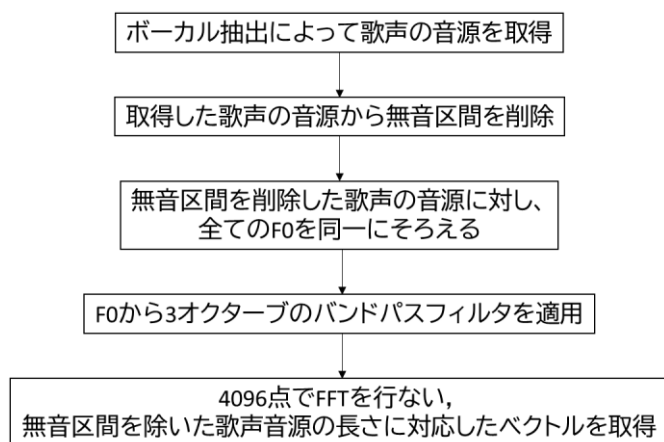 ボーカル抽出によって歌声の音源を取得
取得した歌声の音源から無音区間を削除
無音区間を削除した歌声の音源に対し、
全てのF0を同一にそろえる
F0から3オクターブのバンドパスフィルタを適用
4096点でFFTを行ない,
無音区間を除いた歌声音源の長さに対応したベクトルを取得